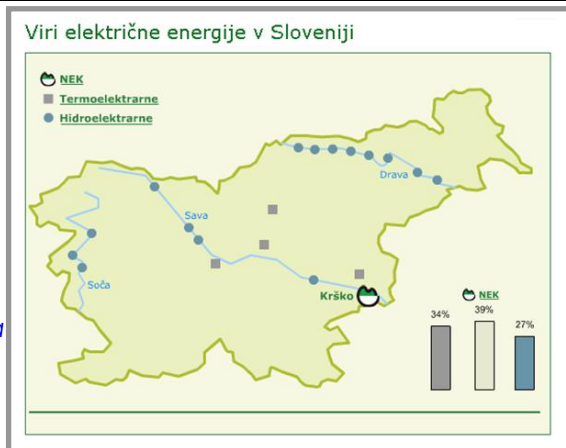 Viri električne energije v Sloveniji
NEK
Termoelektrarne
Hidroelektrarne
Drava
Sava
Soča
Krško
NEK
34%
39%
27%